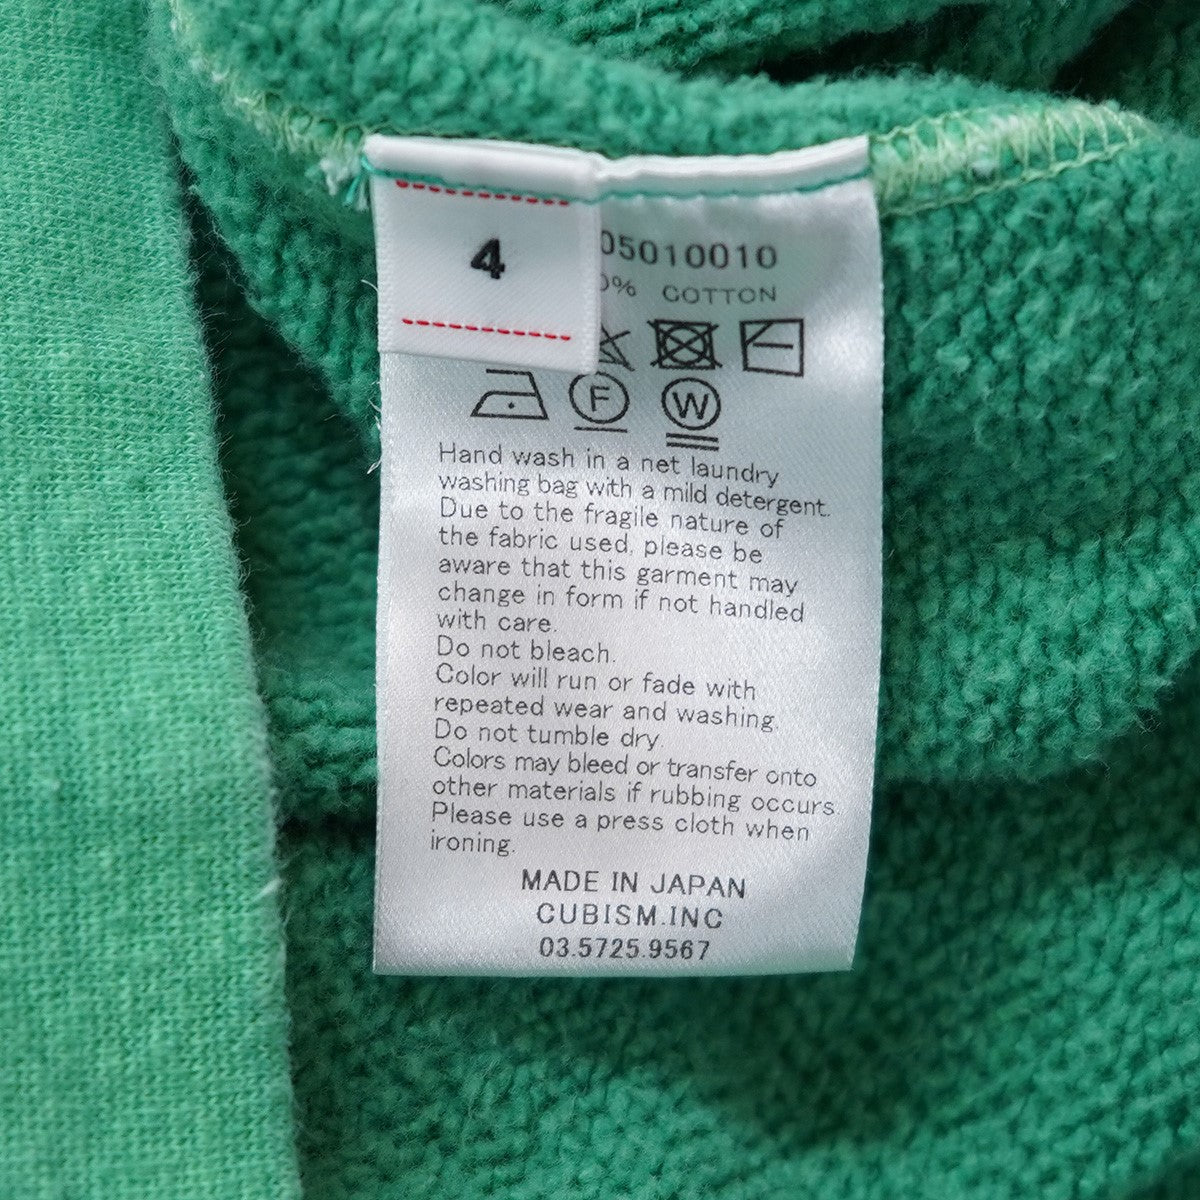 4
05010010
0% COTTON
F W
Hand wash in a net laundry
washing bag with a mild detergent.
Due to the fragile nature of
the fabric used, please be
aware that this garment may
change in form if not handled
with care.
Do not bleach.
Color will run or fade with
repeated wear and washing.
Do not tumble dry.
Colors may bleed or transfer onto
other materials if rubbing occurs.
Please use a press cloth when
ironing.
MADE IN JAPAN
CUBISM.INC
03.5725.9567